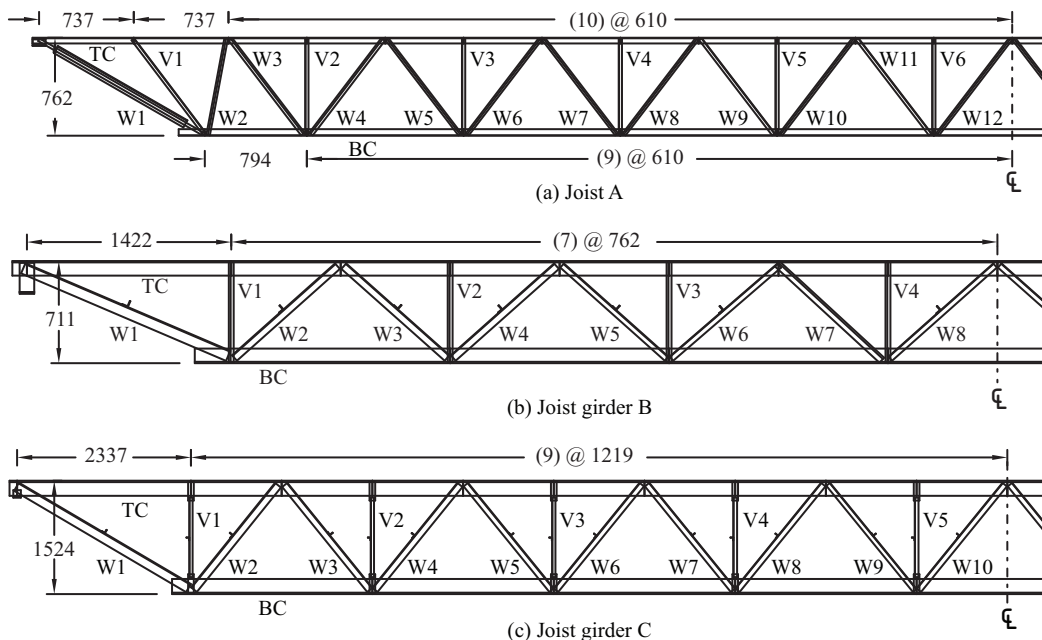 737 737 (10) @ 610
TC V1 W3 V2 V3 V4 V5 W11 V6
762
W1 W2 W4 W5 W6 W7 W8 W9 W10 W12
794 BC (9) @ 610
(a) Joist A
℄
1422 (7) @ 762
TC V1 V2 V3 V4
711
W1 W2 W3 W4 W5 W6 W7 W8
BC
(b) Joist girder B
℄
2337 (9) @ 1219
TC V1 V2 V3 V4 V5
1524
W1 W2 W3 W4 W5 W6 W7 W8 W9 W10
BC
(c) Joist girder C
℄